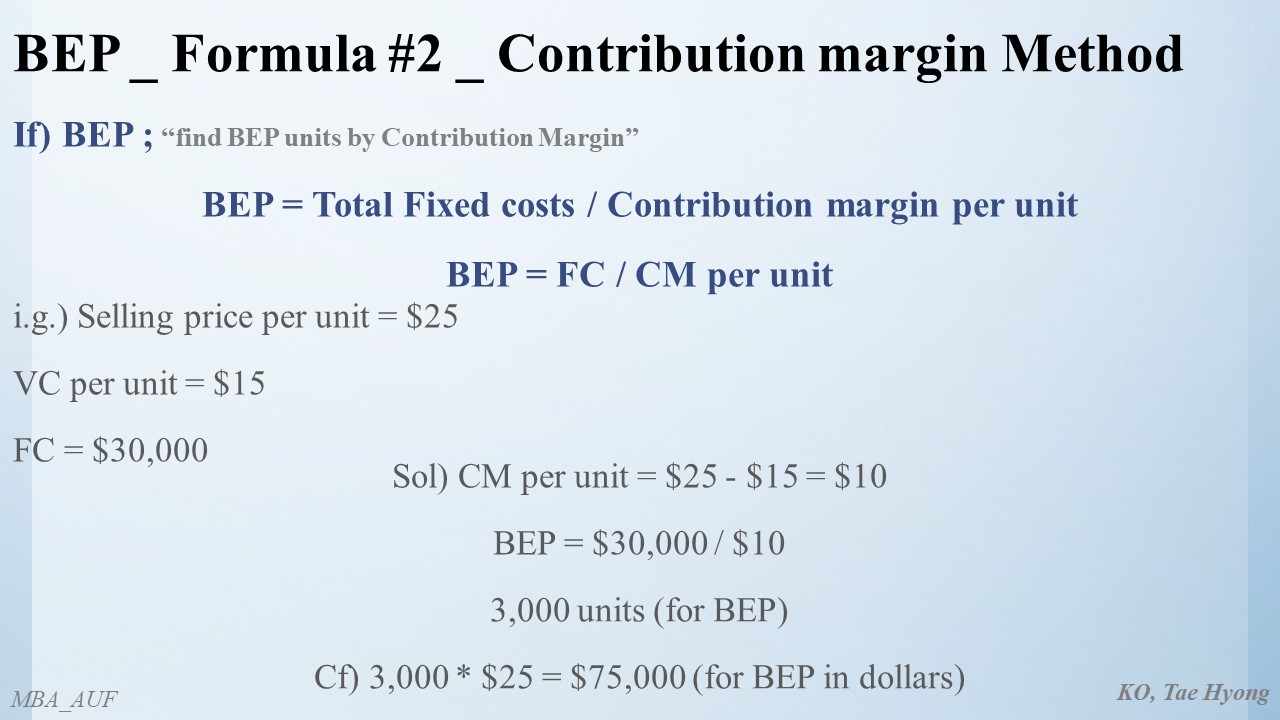 BEP _ Formula #2 _ Contribution margin Method
If) BEP ; “find BEP units by Contribution Margin”
BEP = Total Fixed costs / Contribution margin per unit
BEP = FC / CM per unit
i.g.) Selling price per unit = $25
VC per unit = $15
FC = $30,000
Sol) CM per unit = $25 - $15 = $10
BEP = $30,000 / $10
3,000 units (for BEP)
Cf) 3,000 * $25 = $75,000 (for BEP in dollars)
MBA_AUF
KO, Tae Hyong